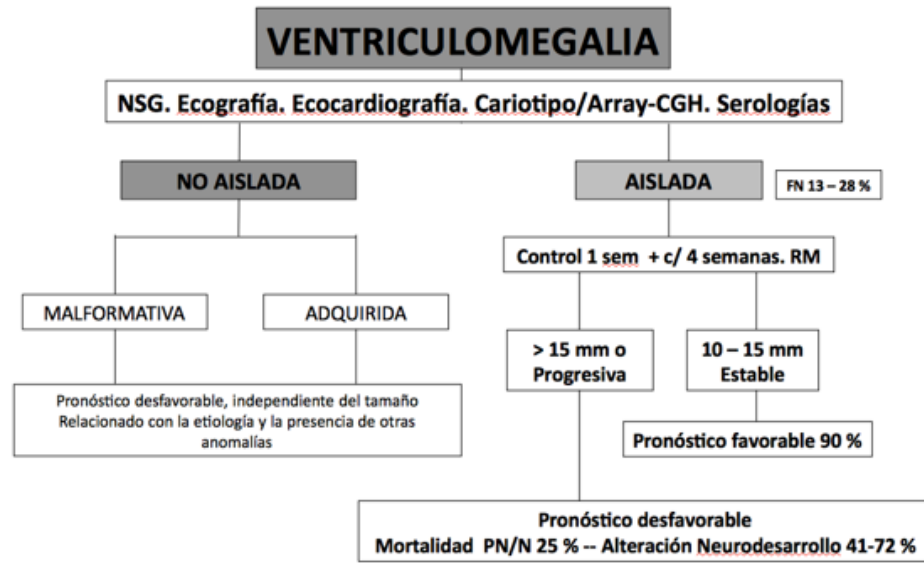 VENTRICULOMEGALIA
NSG. Ecografía. Ecocardiografía. Cariotipo/Array-CGH. Serologías
NO AISLADA
AISLADA
FN 13 – 28 %
Control 1 sem + c/ 4 semanas. RM
MALFORMATIVA
ADQUIRIDA
> 15 mm o
Progresiva
10 – 15 mm
Estable
Pronóstico desfavorable, independiente del tamaño
Relacionado con la etiología y la presencia de otras
anomalías
Pronóstico favorable 90 %
Pronóstico desfavorable
Mortalidad PN/N 25 % -- Alteración Neurodesarrollo 41-72 %